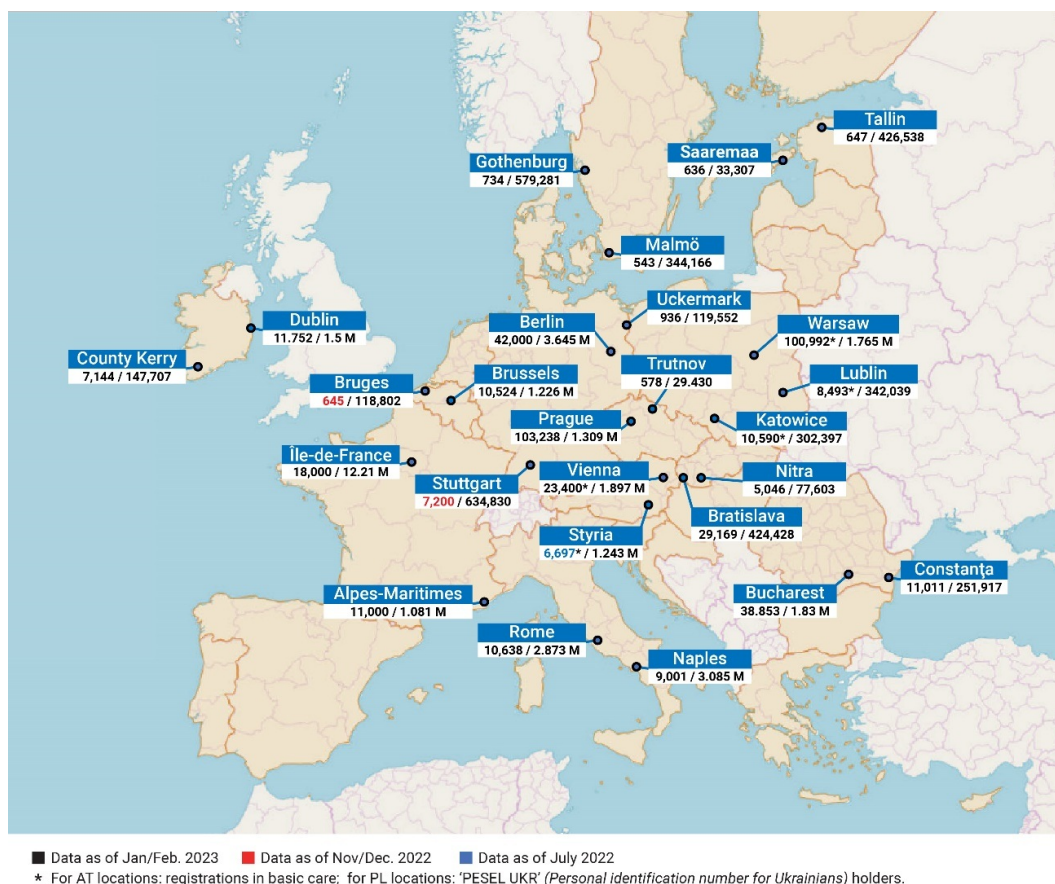 Tallin
647 / 426,538
Saaremaa
636 / 33,307
Gothenburg
734 / 579,281
Malmö
543 / 344,166
Uckermark
936 / 119,552
Dublin
11.752 / 1.5 M
Berlin
42,000 / 3.645 M
Warsaw
100,992* / 1.765 M
County Kerry
7,144 / 147,707
Trutnov
578 / 29.430
Bruges
645 / 118,802
Brussels
10,524 / 1.226 M
Lublin
8,493* / 342,039
Prague
103,238 / 1.309 M
Katowice
10,590* / 302,397
Île-de-France
18,000 / 12.21 M
Stuttgart
7,200 / 634,830
Vienna
23,400* / 1.897 M
Nitra
5,046 / 77,603
Bratislava
29,169 / 424,428
Styria
6,697* / 1.243 M
Constanța
11,011 / 251,917
Alpes-Maritimes
11,000 / 1.081 M
Bucharest
38.853 / 1.83 M
Rome
10,638 / 2.873 M
Naples
9,001 / 3.085 M
Data as of Jan/Feb. 2023 Data as of Nov/Dec. 2022 Data as of July 2022
* For AT locations: registrations in basic care; for PL locations: ‘PESEL UKR’ (Personal identification number for Ukrainians) holders.